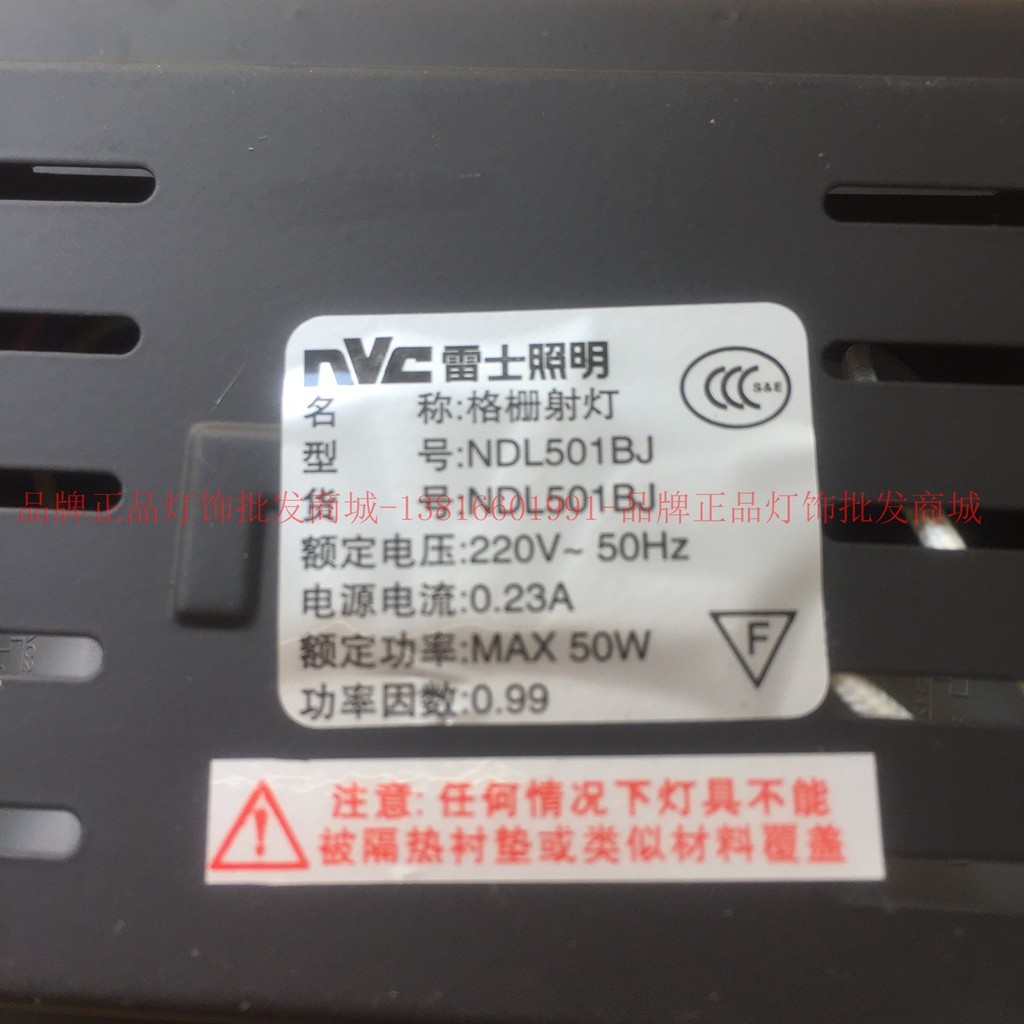 nVC 雷士照明
CCC S&E
名 称:格栅射灯
型 号:NDL501BJ
货 号:NDL501BJ
品牌正品灯饰批发商城-13816601991-品牌正品灯饰批发商城
额定电压:220V~ 50Hz
电源电流:0.23A
额定功率:MAX 50W
F
功率因数:0.99
注意: 任何情况下灯具不能
被隔热衬垫或类似材料覆盖